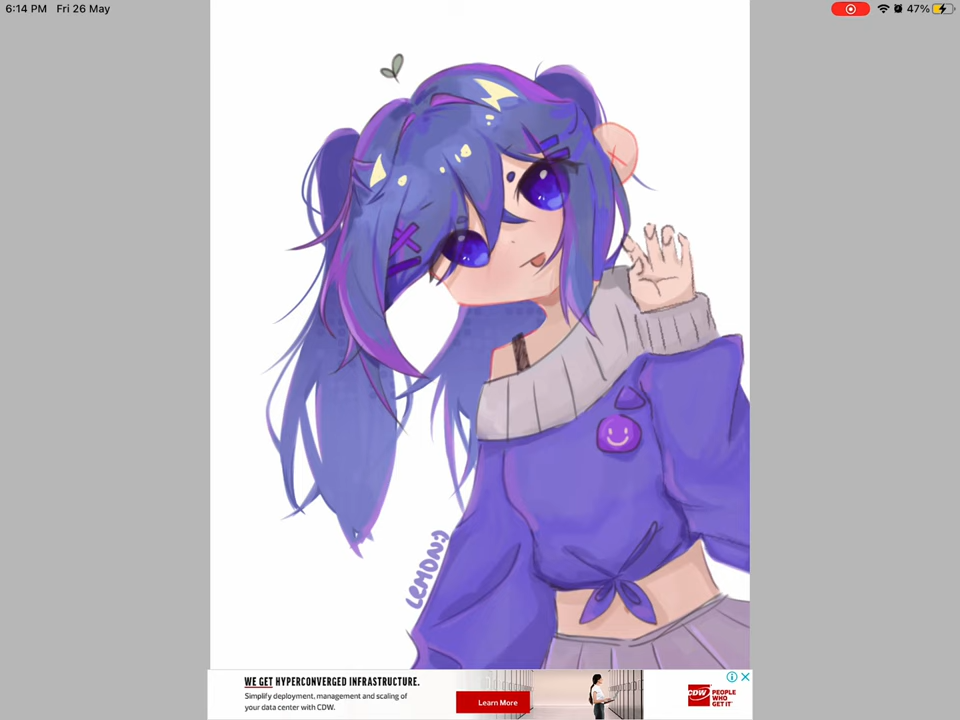 6:14 PM Fri 26 May
47%
LEMON:)
WE GET HYPERCONVERGED INFRASTRUCTURE.
Simplify deployment, management and scaling of
your data center with CDW.
Learn More
CDW
PEOPLE
WHO
GET IT